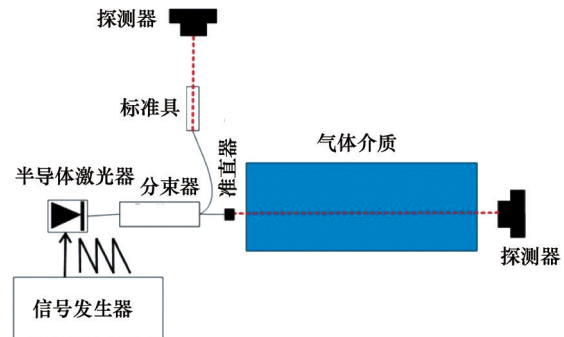 探测器
标准具
准直器
气体介质
半导体激光器
分束器
探测器
信号发生器